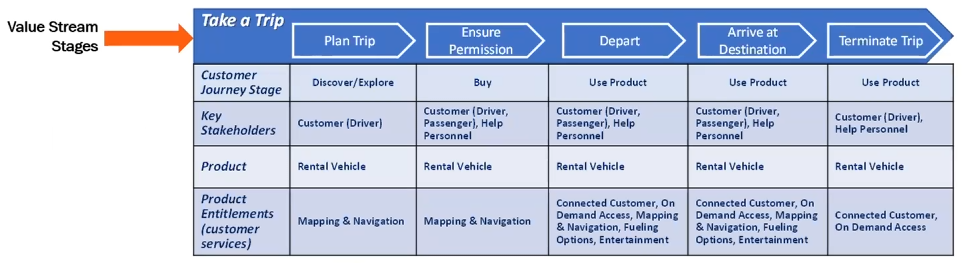 Value Stream
Stages
Take a Trip
Plan Trip
Ensure
Permission
Depart
Arrive at
Destination
Terminate Trip
Customer
Journey Stage
Discover/Explore
Buy
Use Product
Use Product
Use Product
Key
Stakeholders
Customer (Driver)
Customer (Driver,
Passenger), Help
Personnel
Customer (Driver,
Passenger), Help
Personnel
Customer (Driver,
Passenger), Help
Personnel
Customer (Driver),
Help Personnel
Product
Rental Vehicle
Rental Vehicle
Rental Vehicle
Rental Vehicle
Rental Vehicle
Product
Entitlements
(customer
services)
Mapping & Navigation
Mapping & Navigation
Connected Customer, On
Demand Access, Mapping
& Navigation, Fueling
Options, Entertainment
Connected Customer, On
Demand Access, Mapping
& Navigation, Fueling
Options, Entertainment
Connected Customer,
On Demand Access